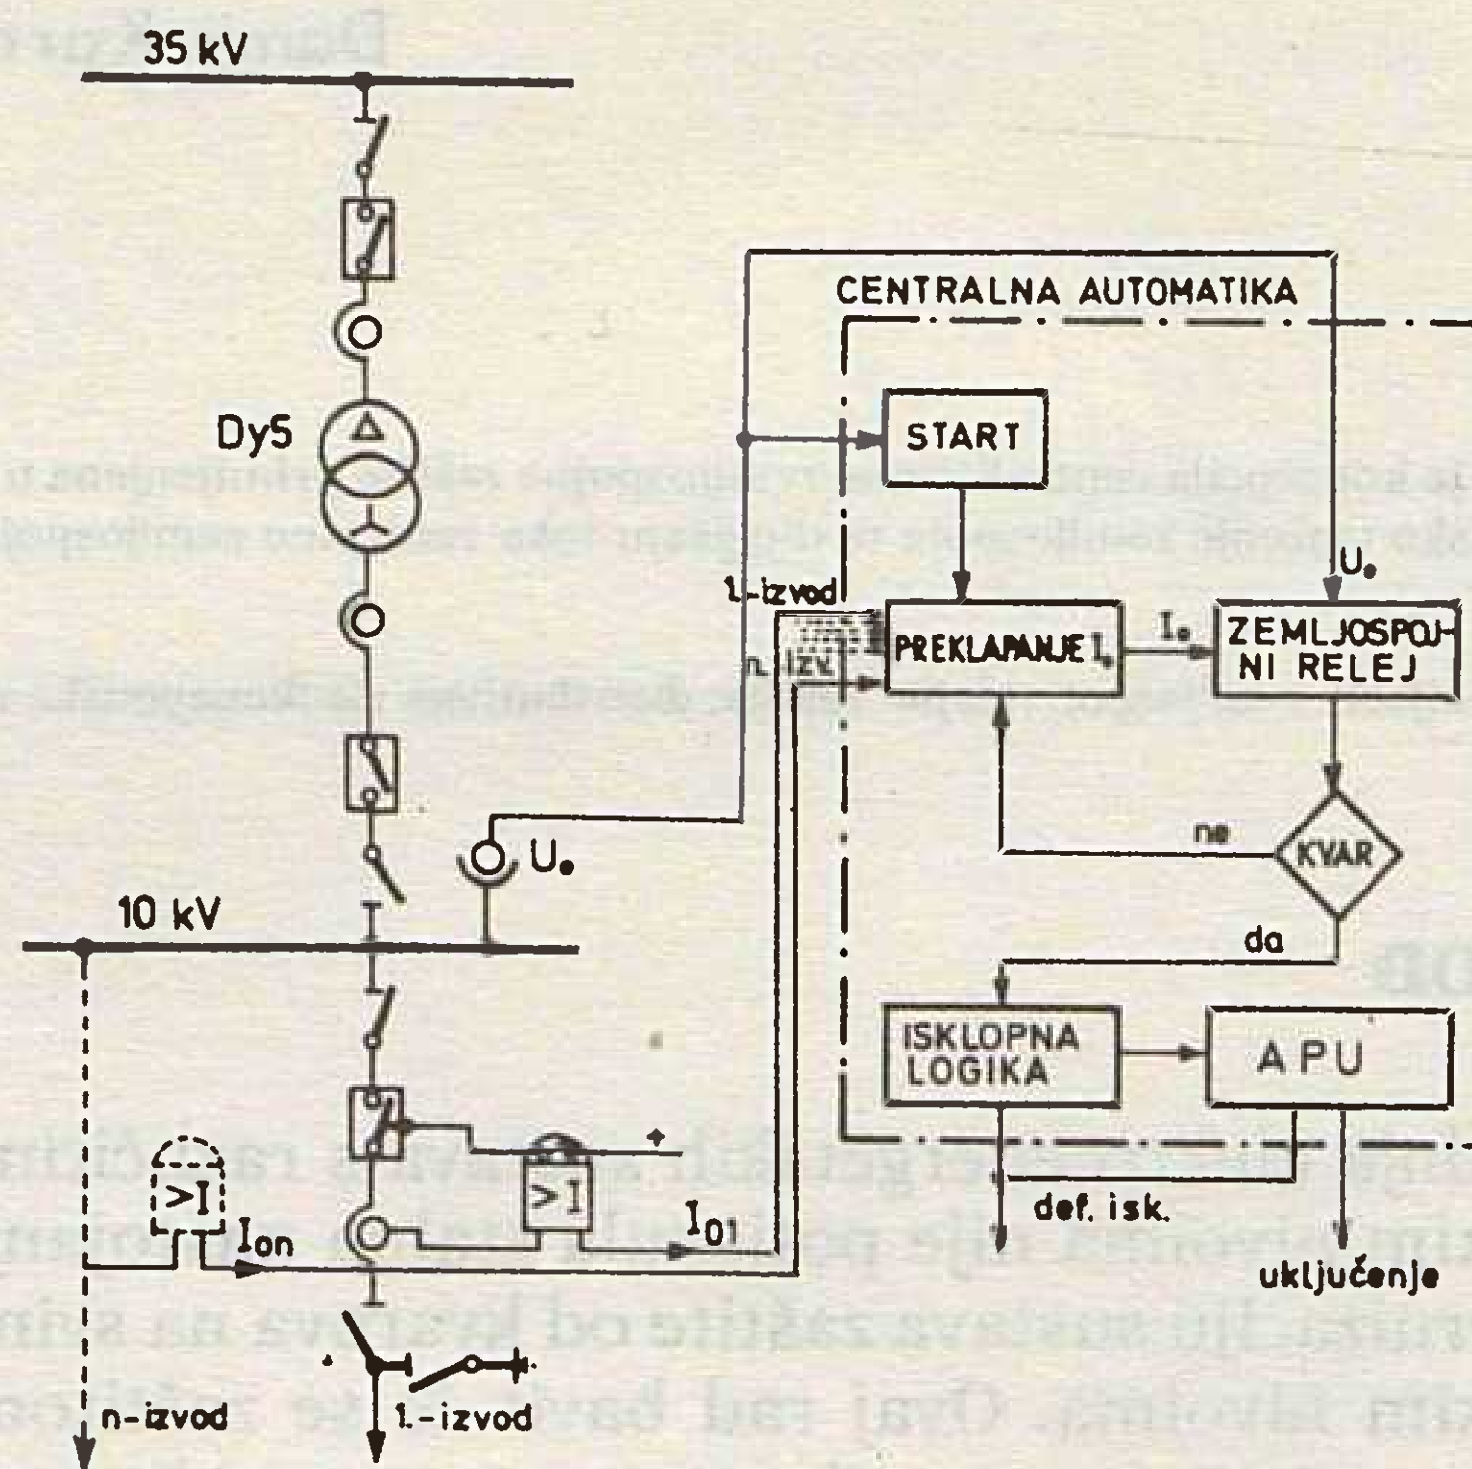 35 kV
CENTRALNA AUTOMATIKA
Dy5
START
U₀
1.-izvod
PREKLAPANJE I₀
I₀
ZEMLJOSPOJ-
NI RELEJ
n. izv.
ne
KVAR
U₀
10 kV
da
ISKLOPNA
LOGIKA
APU
+
>I
>I
I0n
I01
def. isk.
uključenje
n-izvod
1.-izvod